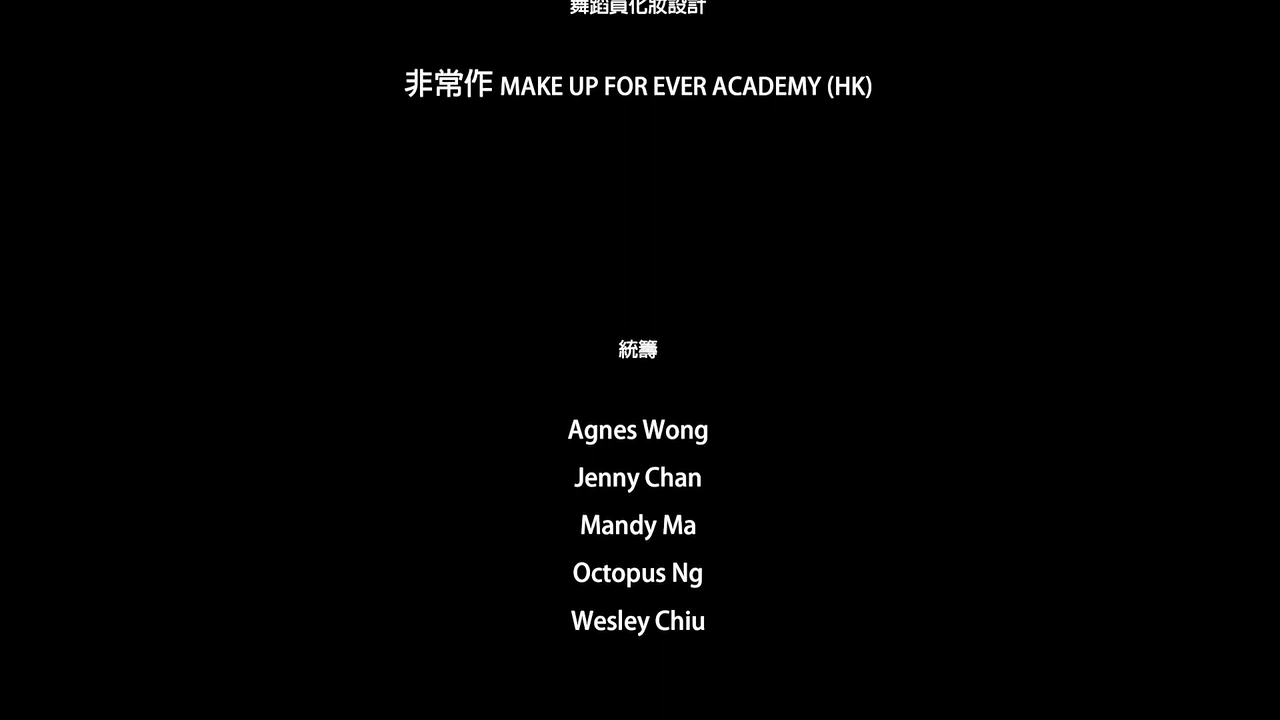 舞蹈員化妝設計
非常作 MAKE UP FOR EVER ACADEMY (HK)
統籌
Agnes Wong
Jenny Chan
Mandy Ma
Octopus Ng
Wesley Chiu